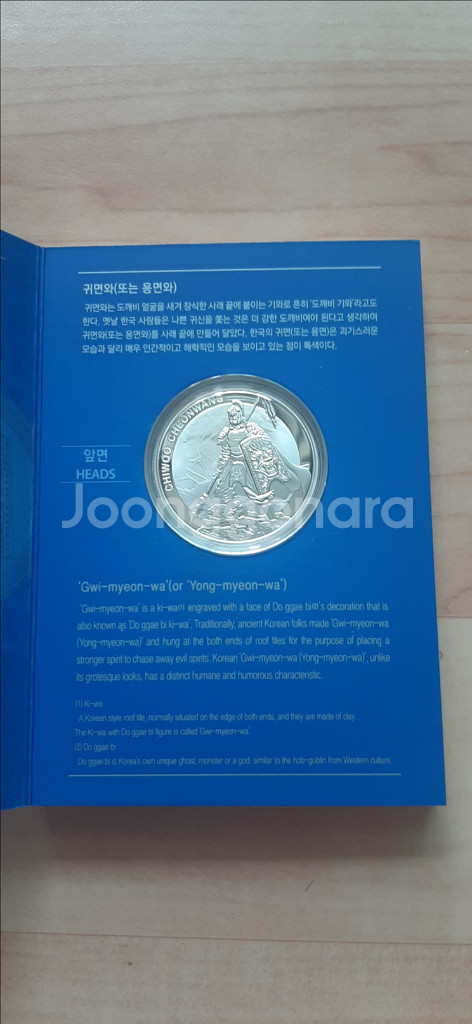 귀면와(또는 용면와)
귀면와는 도깨비 얼굴을 새겨 장식한 사래 끝에 붙이는 기와로 흔히 '도깨비 기와'라고도
한다. 옛날 한국 사람들은 나쁜 귀신을 쫓는 것은 더 강한 도깨비여야 된다고 생각하여
귀면와(또는 용면와)를 사래 끝에 만들어 달았다. 한국의 귀면(또는 용면)은 괴기스러운
모습과 달리 매우 인간적이고 해학적인 모습을 보이고 있는 점이 특색이다.
CHIWOO CHEONWANG
앞면
HEADS
Joonggonara
'Gwi-myeon-wa'(or 'Yong-myeon-wa')
'Gwi-myeon-wa' is a ki-wa(1) engraved with a face of Do ggae bi(2)'s decoration that is
also known as 'Do ggae bi ki-wa'. Traditionally, ancient Korean folks made 'Gwi-myeon-wa
(Yong-myeon-wa)' and hung at the both ends of roof tiles for the purpose of placing a
stronger spirit to chase away evil spirits. Korean 'Gwi-myeon-wa (Yong-myeon-wa)', unlike
its grotesque looks, has a distinct humane and humorous characteristic.
(1) Ki-wa
A Korean style roof tile, normally situated on the edge of both ends, and they are made of clay.
The Ki-wa with Do ggae bi figure is called 'Gwi-myeon-wa'.
(2) Do ggae bi
Do ggae bi is Korea's own unique ghost, monster or a god, similar to the hob-goblin from Western culture.